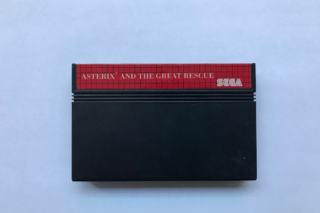 ASTERIX® AND THE GREAT RESCUE
SEGA